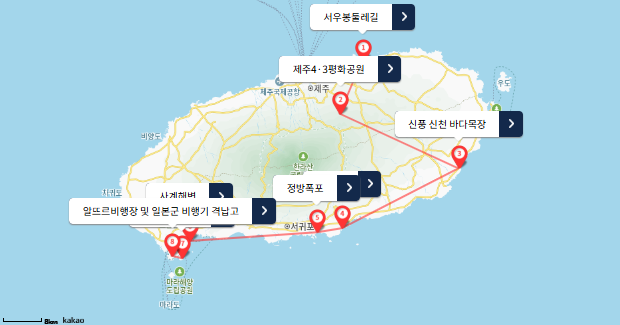 서우봉둘레길
1
제주4·3평화공원
제주국제공항
제주
우도
2
신풍 신천 바다목장
비양도
3
한라산
정방폭포
사계해변
알뜨르비행장 및 일본군 비행기 격납고
5
4
서귀포
8
7
마라해양
도립공원
마라도
8km
kakao